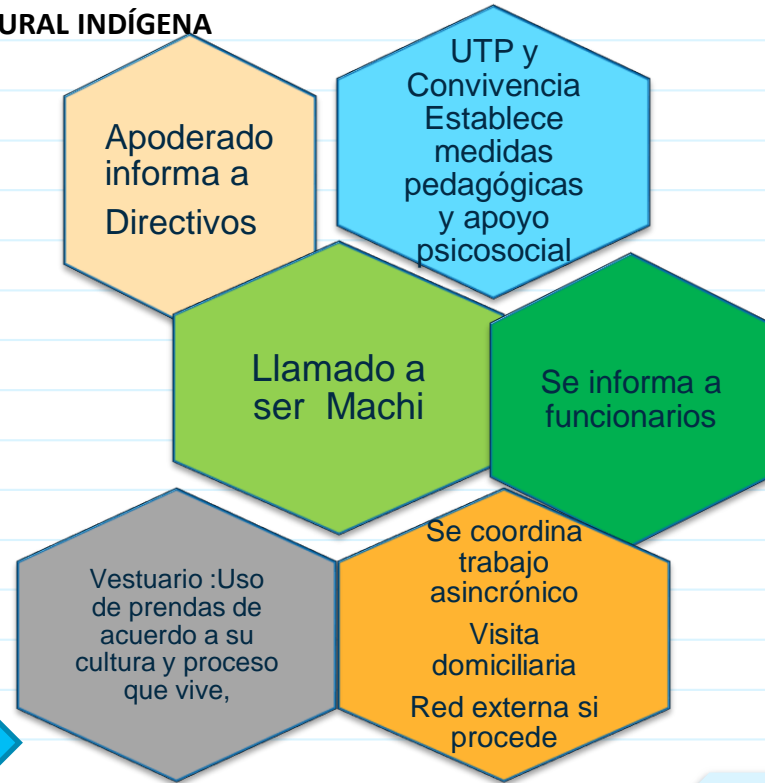 URAL INDÍGENA
Apoderado
informa a
Directivos
UTP y
Convivencia
Establece
medidas
pedagógicas
y apoyo
psicosocial
Llamado a
ser Machi
Se informa a
funcionarios
Vestuario :Uso
de prendas de
acuerdo a su
cultura y proceso
que vive,
Se coordina
trabajo
asincrónico
Visita
domiciliaria
Red externa si
procede